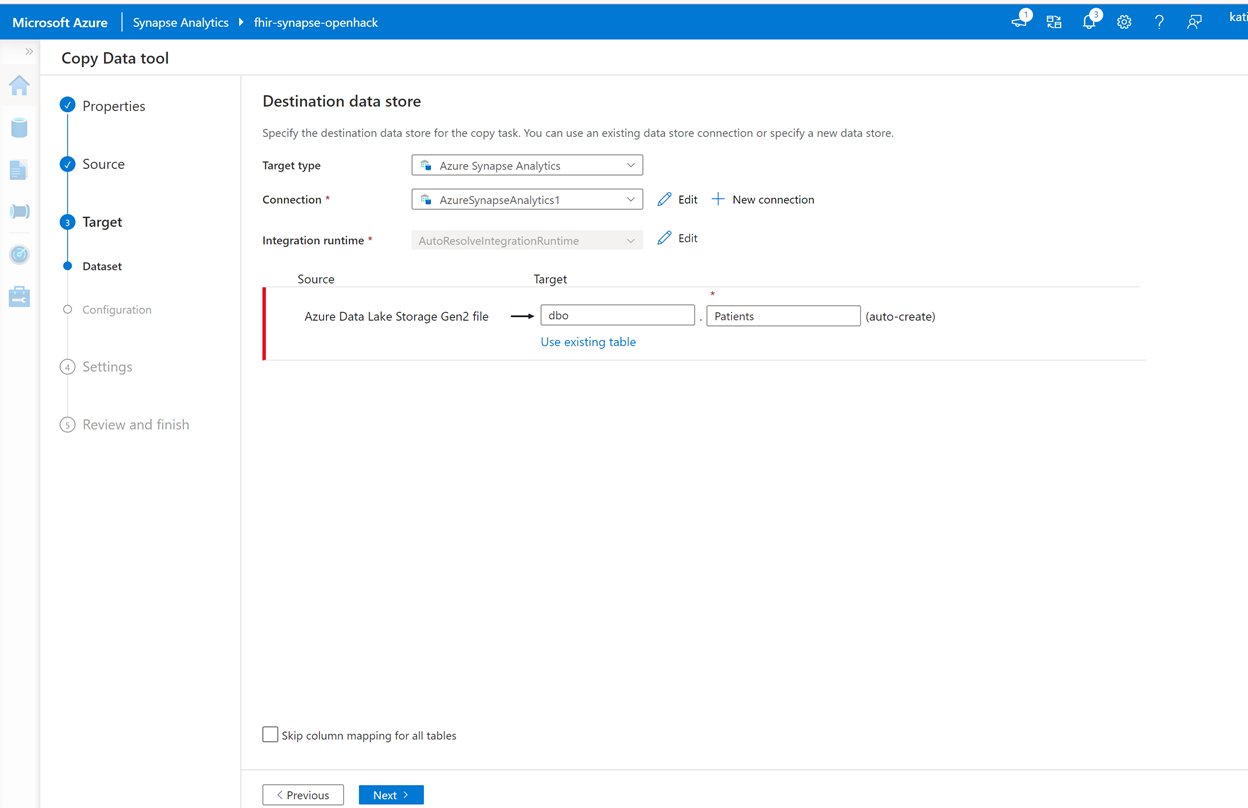 Microsoft Azure Synapse Analytics fhir-synapse-openhack 1 3 ? kati
» Copy Data tool
Properties
Source
3 Target
Dataset
Configuration
4 Settings
5 Review and finish
Destination data store
Specify the destination data store for the copy task. You can use an existing data store connection or specify a new data store.
Target type Azure Synapse Analytics
Connection * AzureSynapseAnalytics1 Edit + New connection
Integration runtime * AutoResolveIntegrationRuntime Edit
Source Target
*
Azure Data Lake Storage Gen2 file dbo . Patients (auto-create)
Use existing table
Skip column mapping for all tables
< Previous Next >